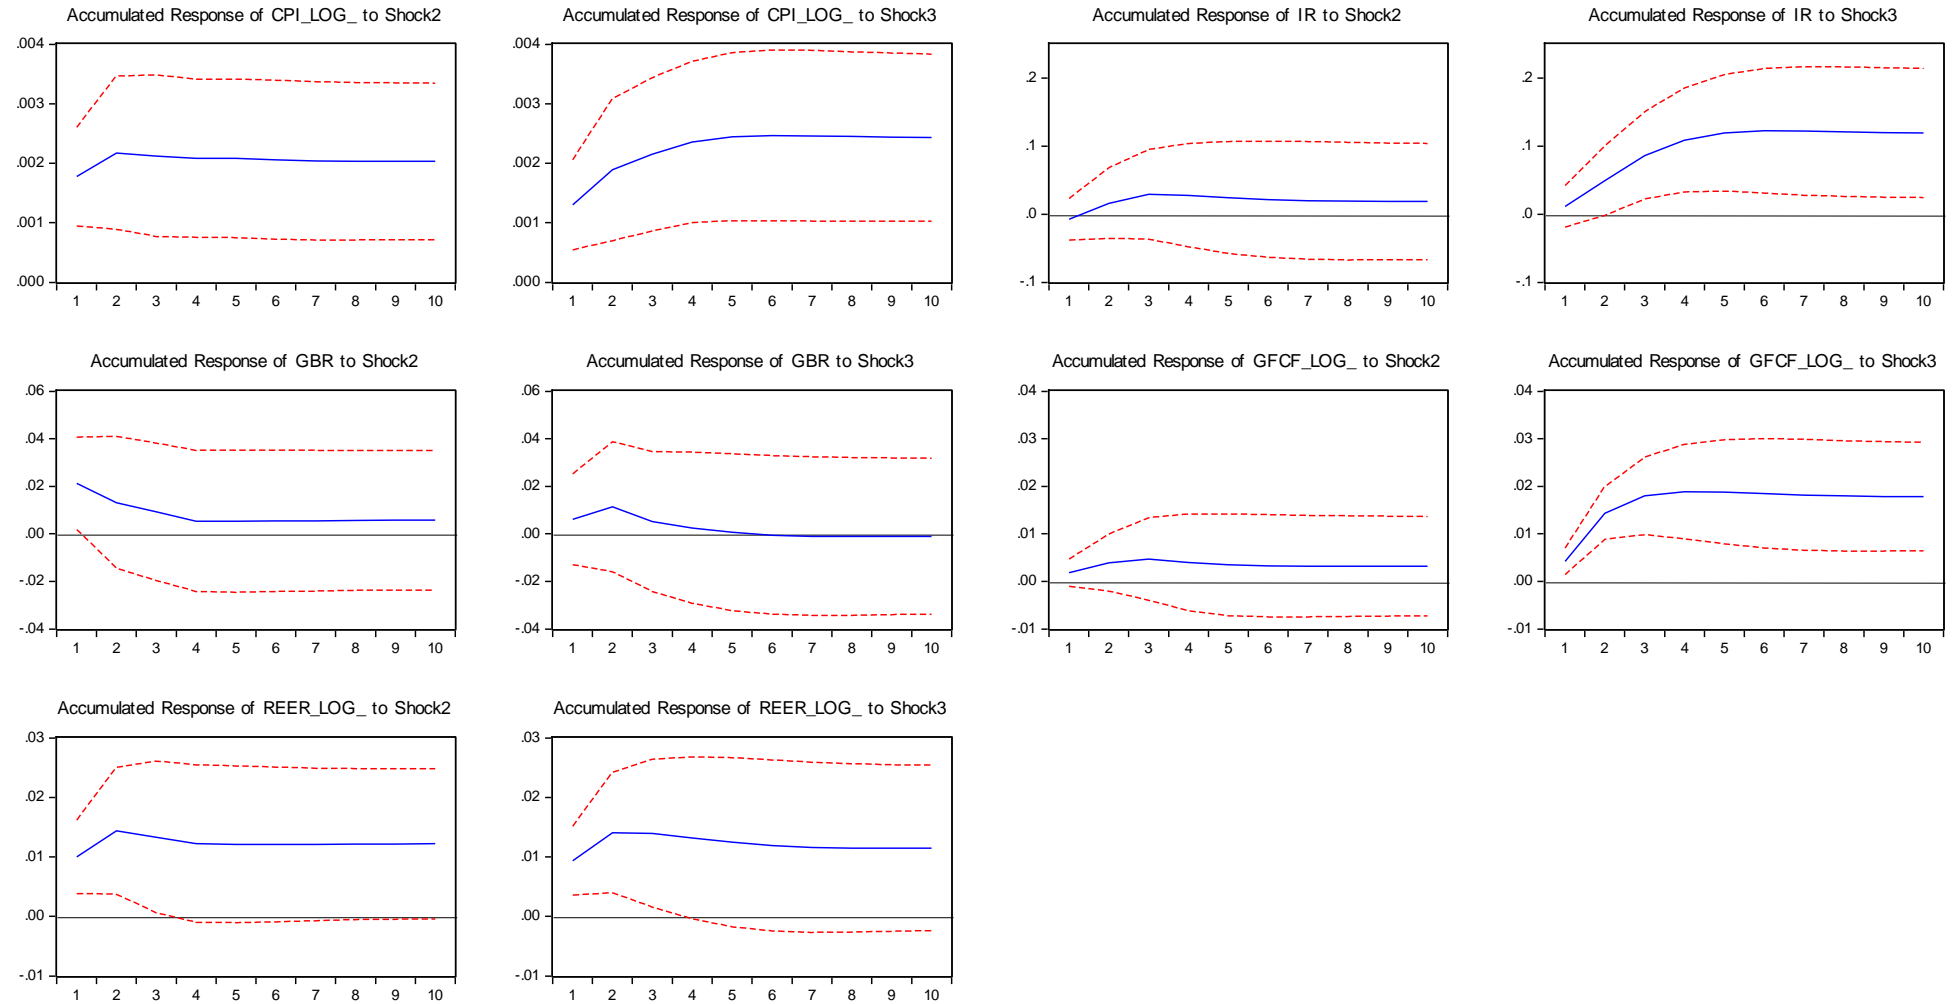 Accumulated Response of CPI_LOG_ to Shock2
.004
.003
.002
.001
.000
1 2 3 4 5 6 7 8 9 10
Accumulated Response of CPI_LOG_ to Shock3
.004
.003
.002
.001
.000
1 2 3 4 5 6 7 8 9 10
Accumulated Response of IR to Shock2
.2
.1
.0
-.1
1 2 3 4 5 6 7 8 9 10
Accumulated Response of IR to Shock3
.2
.1
.0
-.1
1 2 3 4 5 6 7 8 9 10
Accumulated Response of GBR to Shock2
.06
.04
.02
.00
-.02
-.04
1 2 3 4 5 6 7 8 9 10
Accumulated Response of GBR to Shock3
.06
.04
.02
.00
-.02
-.04
1 2 3 4 5 6 7 8 9 10
Accumulated Response of GFCF_LOG_ to Shock2
.04
.03
.02
.01
.00
-.01
1 2 3 4 5 6 7 8 9 10
Accumulated Response of GFCF_LOG_ to Shock3
.04
.03
.02
.01
.00
-.01
1 2 3 4 5 6 7 8 9 10
Accumulated Response of REER_LOG_ to Shock2
.03
.02
.01
.00
-.01
1 2 3 4 5 6 7 8 9 10
Accumulated Response of REER_LOG_ to Shock3
.03
.02
.01
.00
-.01
1 2 3 4 5 6 7 8 9 10